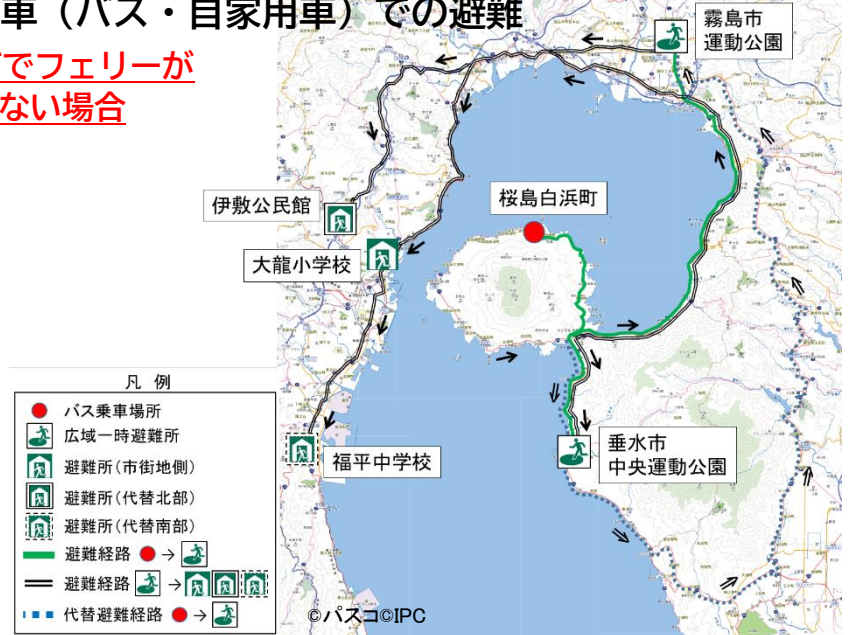 車（バス・自家用車）での避難
でフェリーが
ない場合
霧島市
運動公園
伊敷公民館
桜島白浜町
大龍小学校
福平中学校
垂水市
中央運動公園
凡 例
バス乗車場所
広域一時避難所
避難所(市街地側)
避難所(代替北部)
避難所(代替南部)
避難経路 →
避難経路 →
代替避難経路 →
©パスコ©IPC